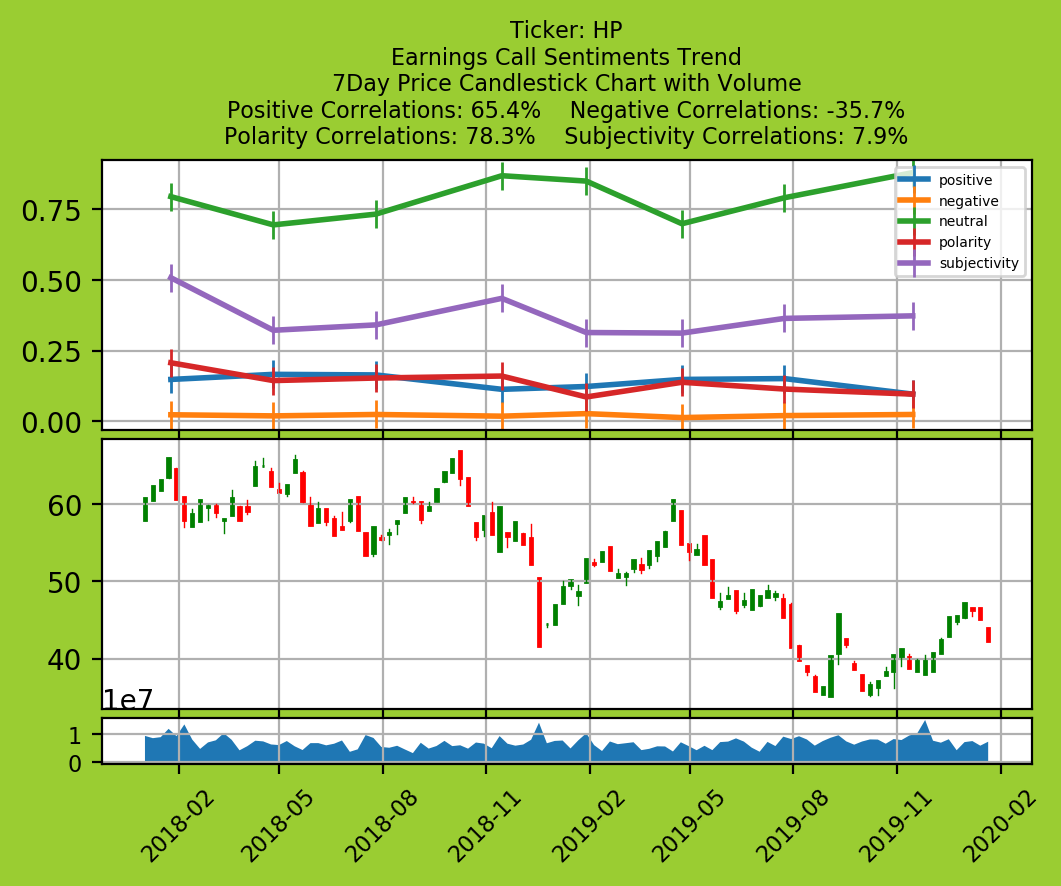 Ticker: HP
Earnings Call Sentiments Trend
7Day Price Candlestick Chart with Volume
Positive Correlations: 65.4% Negative Correlations: -35.7%
Polarity Correlations: 78.3% Subjectivity Correlations: 7.9%
positive
negative
neutral
polarity
subjectivity
0.75
0.50
0.25
0.00
60
50
40
1e7
1
0
2018-02
2018-05
2018-08
2018-11
2019-02
2019-05
2019-08
2019-11
2020-02